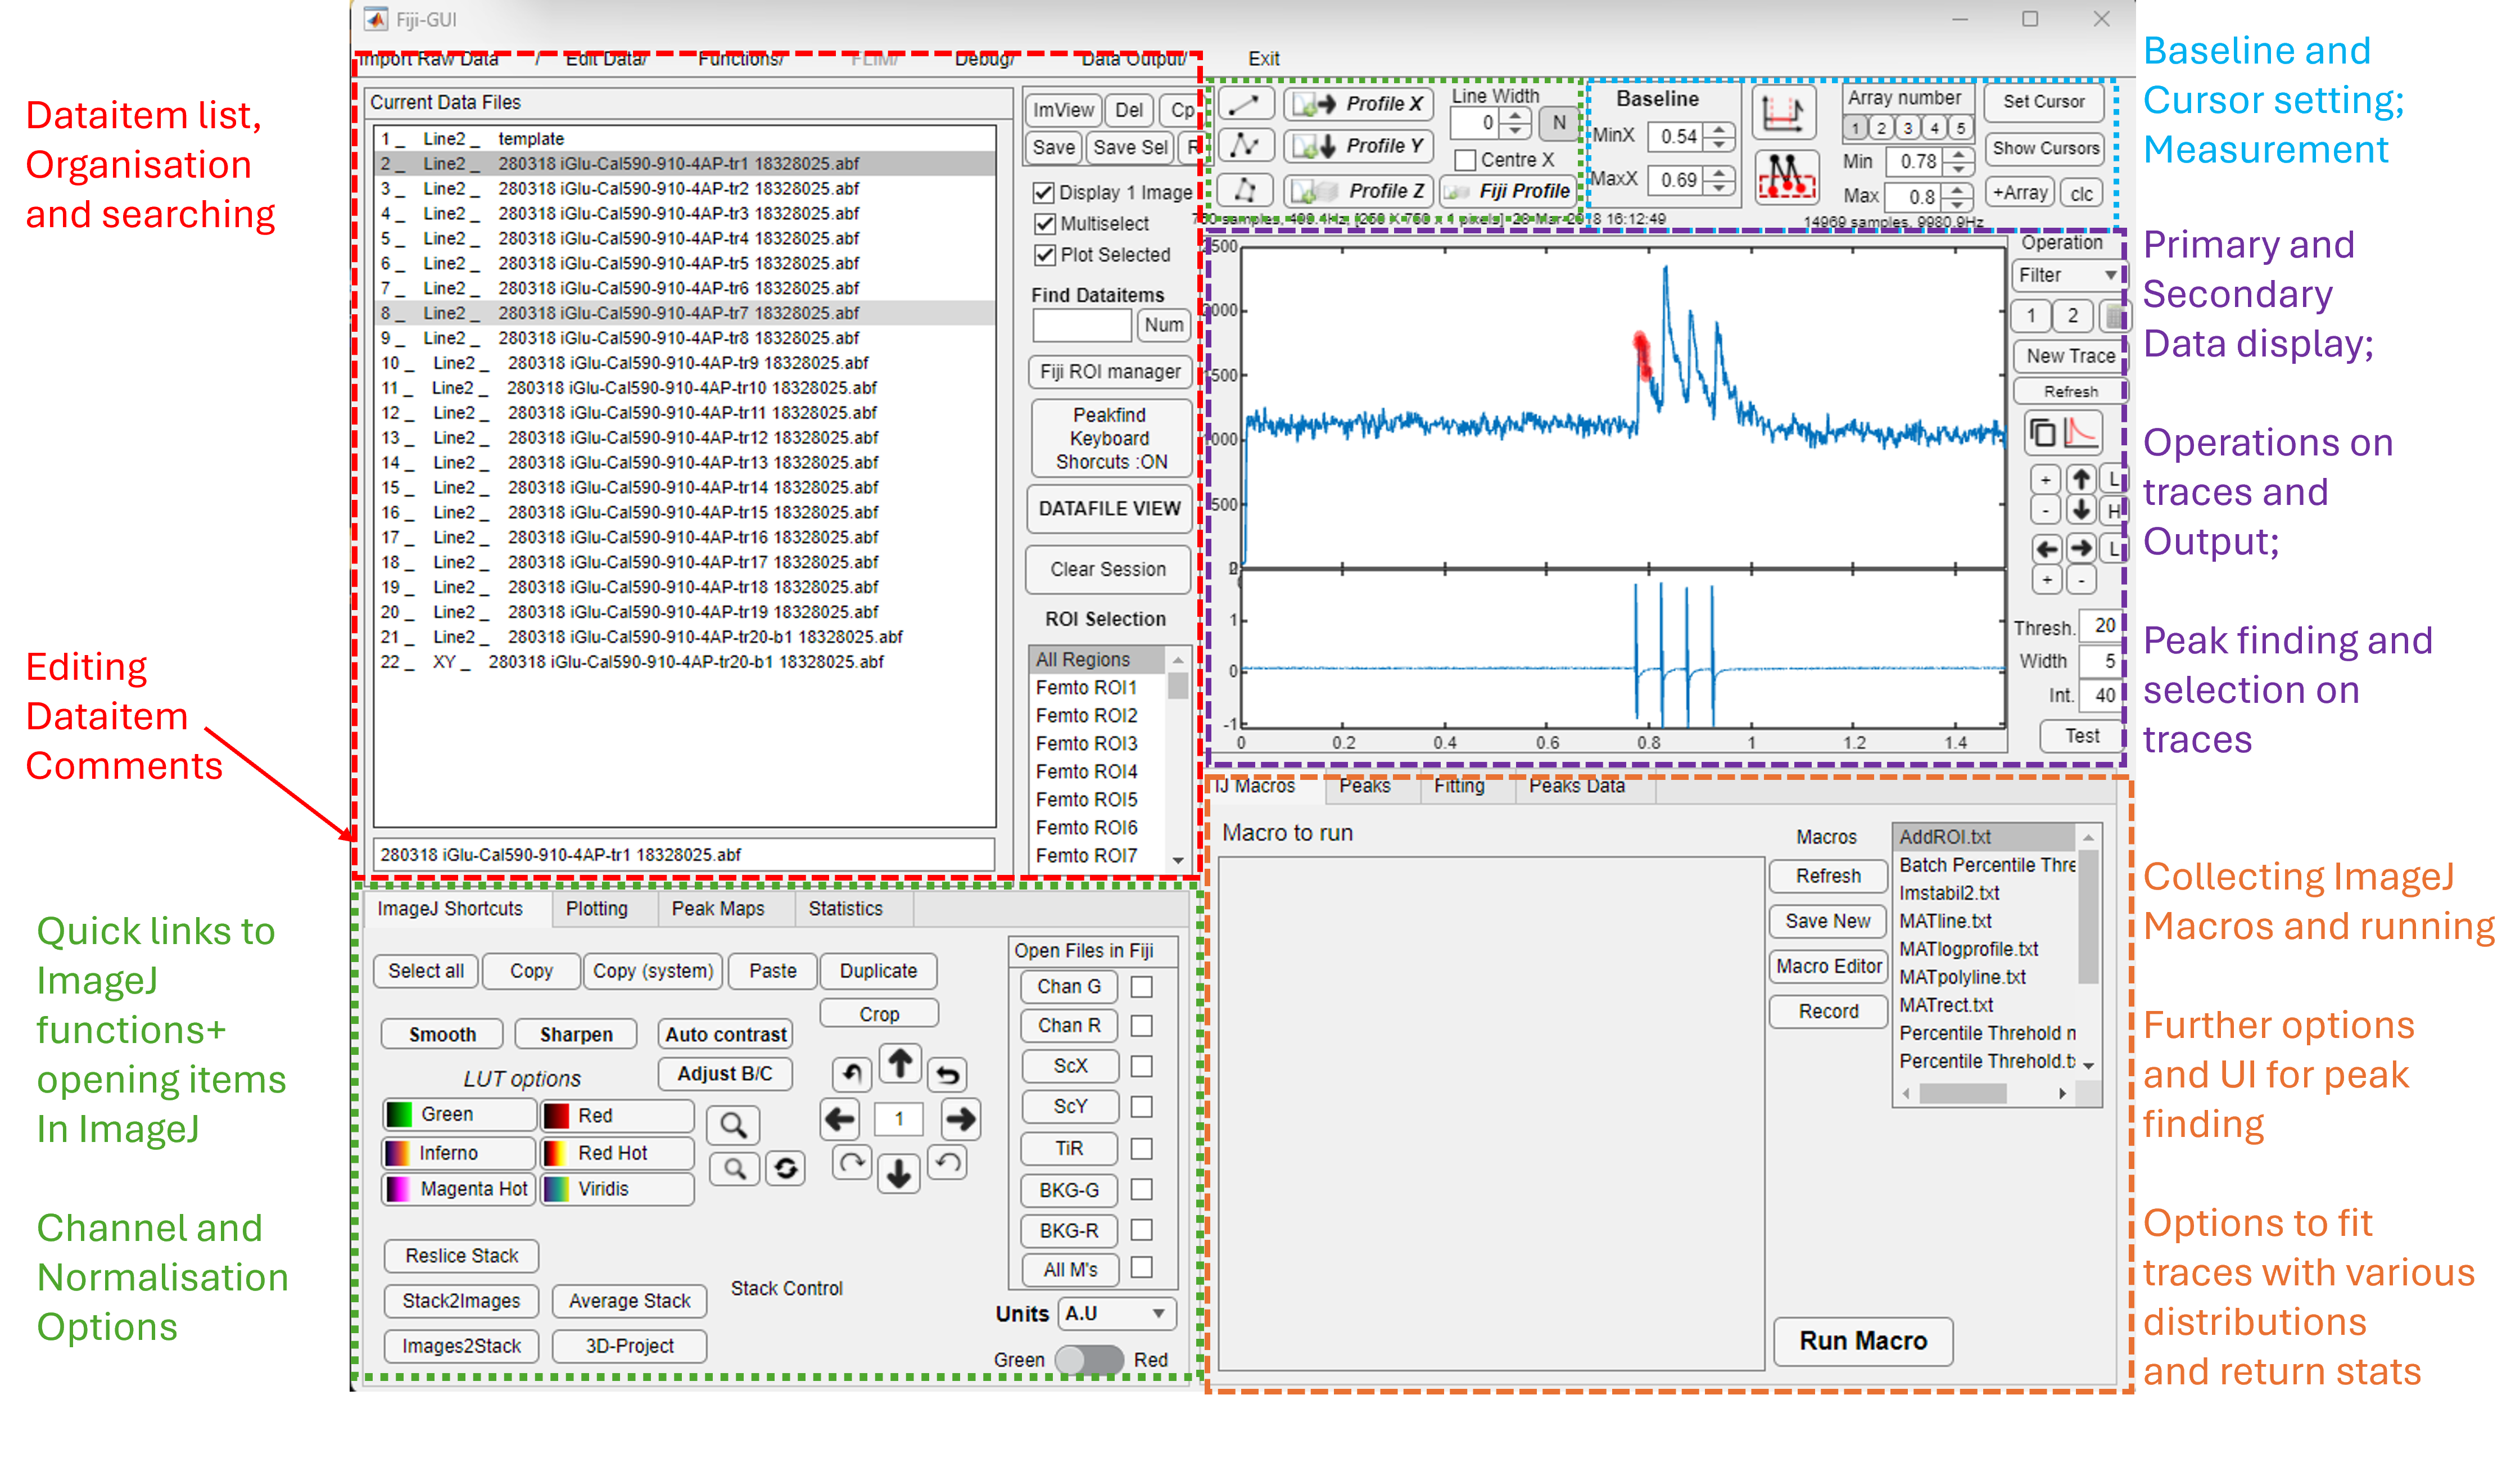 Fiji-GUI
Import Raw Data / Edit Data/ Functions/ FLIM/ Debug/ Data Output/ Exit
Dataitem list,
Organisation
and searching
Editing
Dataitem
Comments
Quick links to
ImageJ
functions+
opening items
In ImageJ
Channel and
Normalisation
Options
Current Data Files
1 _ Line2 _ template
2 _ Line2 _ 280318 iGlu-Cal590-910-4AP-tr1 18328025.abf
3 _ Line2 _ 280318 iGlu-Cal590-910-4AP-tr2 18328025.abf
4 _ Line2 _ 280318 iGlu-Cal590-910-4AP-tr3 18328025.abf
5 _ Line2 _ 280318 iGlu-Cal590-910-4AP-tr4 18328025.abf
6 _ Line2 _ 280318 iGlu-Cal590-910-4AP-tr5 18328025.abf
7 _ Line2 _ 280318 iGlu-Cal590-910-4AP-tr6 18328025.abf
8 _ Line2 _ 280318 iGlu-Cal590-910-4AP-tr7 18328025.abf
9 _ Line2 _ 280318 iGlu-Cal590-910-4AP-tr8 18328025.abf
10 _ Line2 _ 280318 iGlu-Cal590-910-4AP-tr9 18328025.abf
11 _ Line2 _ 280318 iGlu-Cal590-910-4AP-tr10 18328025.abf
12 _ Line2 _ 280318 iGlu-Cal590-910-4AP-tr11 18328025.abf
13 _ Line2 _ 280318 iGlu-Cal590-910-4AP-tr12 18328025.abf
14 _ Line2 _ 280318 iGlu-Cal590-910-4AP-tr13 18328025.abf
15 _ Line2 _ 280318 iGlu-Cal590-910-4AP-tr14 18328025.abf
16 _ Line2 _ 280318 iGlu-Cal590-910-4AP-tr15 18328025.abf
17 _ Line2 _ 280318 iGlu-Cal590-910-4AP-tr16 18328025.abf
18 _ Line2 _ 280318 iGlu-Cal590-910-4AP-tr17 18328025.abf
19 _ Line2 _ 280318 iGlu-Cal590-910-4AP-tr18 18328025.abf
20 _ Line2 _ 280318 iGlu-Cal590-910-4AP-tr19 18328025.abf
21 _ Line2 _ 280318 iGlu-Cal590-910-4AP-tr20-b1 18328025.abf
22 _ XY _ 280318 iGlu-Cal590-910-4AP-tr20-b1 18328025.abf
280318 iGlu-Cal590-910-4AP-tr1 18328025.abf
ImView Del Cp
Save Save Sel R
Display 1 Image
Multiselect
Plot Selected
Find Dataitems
Num
Fiji ROI manager
Peakfind
Keyboard
Shorcuts :ON
DATAFILE VIEW
Clear Session
ROI Selection
All Regions
Femto ROI1
Femto ROI2
Femto ROI3
Femto ROI4
Femto ROI5
Femto ROI6
Femto ROI7
Profile X
Profile Y
Profile Z
Line Width
0 N
Centre X
Fiji Profile
Baseline
MinX 0.54
MaxX 0.69
Array number
1 2 3 4 5
Min 0.78
Max 0.8
Set Cursor
Show Cursors
+Array clc
750 samples, 499.4Hz, [250 X 750 x 1 pixels] 28-Mar-2018 16:12:49
14969 samples, 9980.9Hz
2500
2000
1500
1000
500
0
2
1
0
-1
0 0.2 0.4 0.6 0.8 1 1.2 1.4
Operation
Filter
1 2
New Trace
Refresh
+ L
- H
L
+ -
Thresh. 20
Width 5
Int. 40
Test
ImageJ Shortcuts Plotting Peak Maps Statistics
Select all Copy Copy (system) Paste Duplicate
Crop
Smooth Sharpen Auto contrast
LUT options Adjust B/C
Green Red
Inferno Red Hot
Magenta Hot Viridis
1
Reslice Stack
Stack2Images Average Stack
Stack Control
Images2Stack 3D-Project
Open Files in Fiji
Chan G
Chan R
ScX
ScY
TiR
BKG-G
BKG-R
All M's
Units A.U
Green Red
IJ Macros Peaks Fitting Peaks Data
Macro to run
Macros
Refresh
Save New
Macro Editor
Record
AddROI.txt
Batch Percentile Thre
Imstabil2.txt
MATline.txt
MATlogprofile.txt
MATpolyline.txt
MATrect.txt
Percentile Threhold n
Percentile Threhold.t
Run Macro
Baseline and
Cursor setting;
Measurement
Primary and
Secondary
Data display;
Operations on
traces and
Output;
Peak finding and
selection on
traces
Collecting ImageJ
Macros and running
Further options
and UI for peak
finding
Options to fit
traces with various
distributions
and return stats